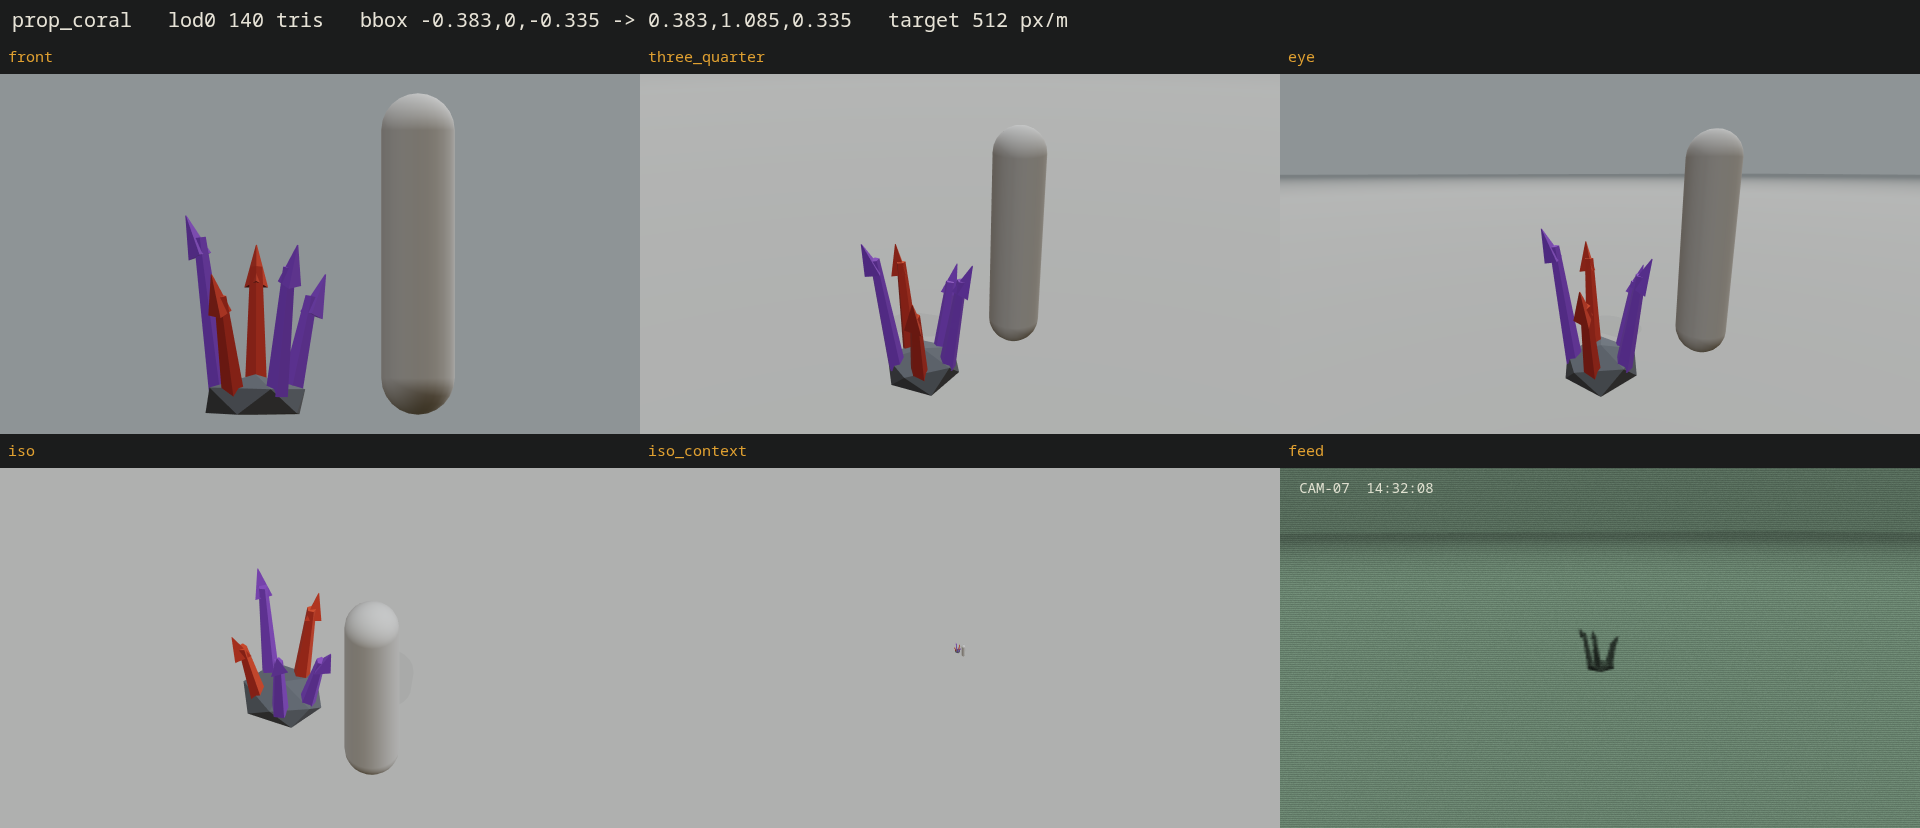 prop_coral   lod0 140 tris   bbox -0.383,0,-0.335 -> 0.383,1.085,0.335   target 512 px/m
front
three_quarter
eye
iso
iso_context
feed
CAM-07  14:32:08